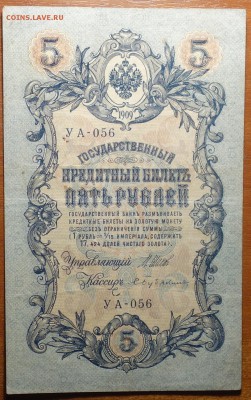 COINS.LAVE.RU
5 5
1909
УА-056
ГОСУДАРСТВЕННЫЙ
КРЕДИТНЫЙ БИЛЕТЪ
ПЯТЬ РУБЛЕЙ
ГОСУДАРСТВЕННЫЙ БАНКЪ РАЗМѢНИВАЕТЪ
КРЕДИТНЫЕ БИЛЕТЫ НА ЗОЛОТУЮ МОНЕТУ
БЕЗЪ ОГРАНИЧЕНІЯ СУММЫ
(1 РУБЛЬ = 1/15 ИМПЕРІАЛА, СОДЕРЖИТЪ
17,424 ДОЛЕЙ ЧИСТАГО ЗОЛОТА)
Управляющій
Кассиръ
УА-056
5